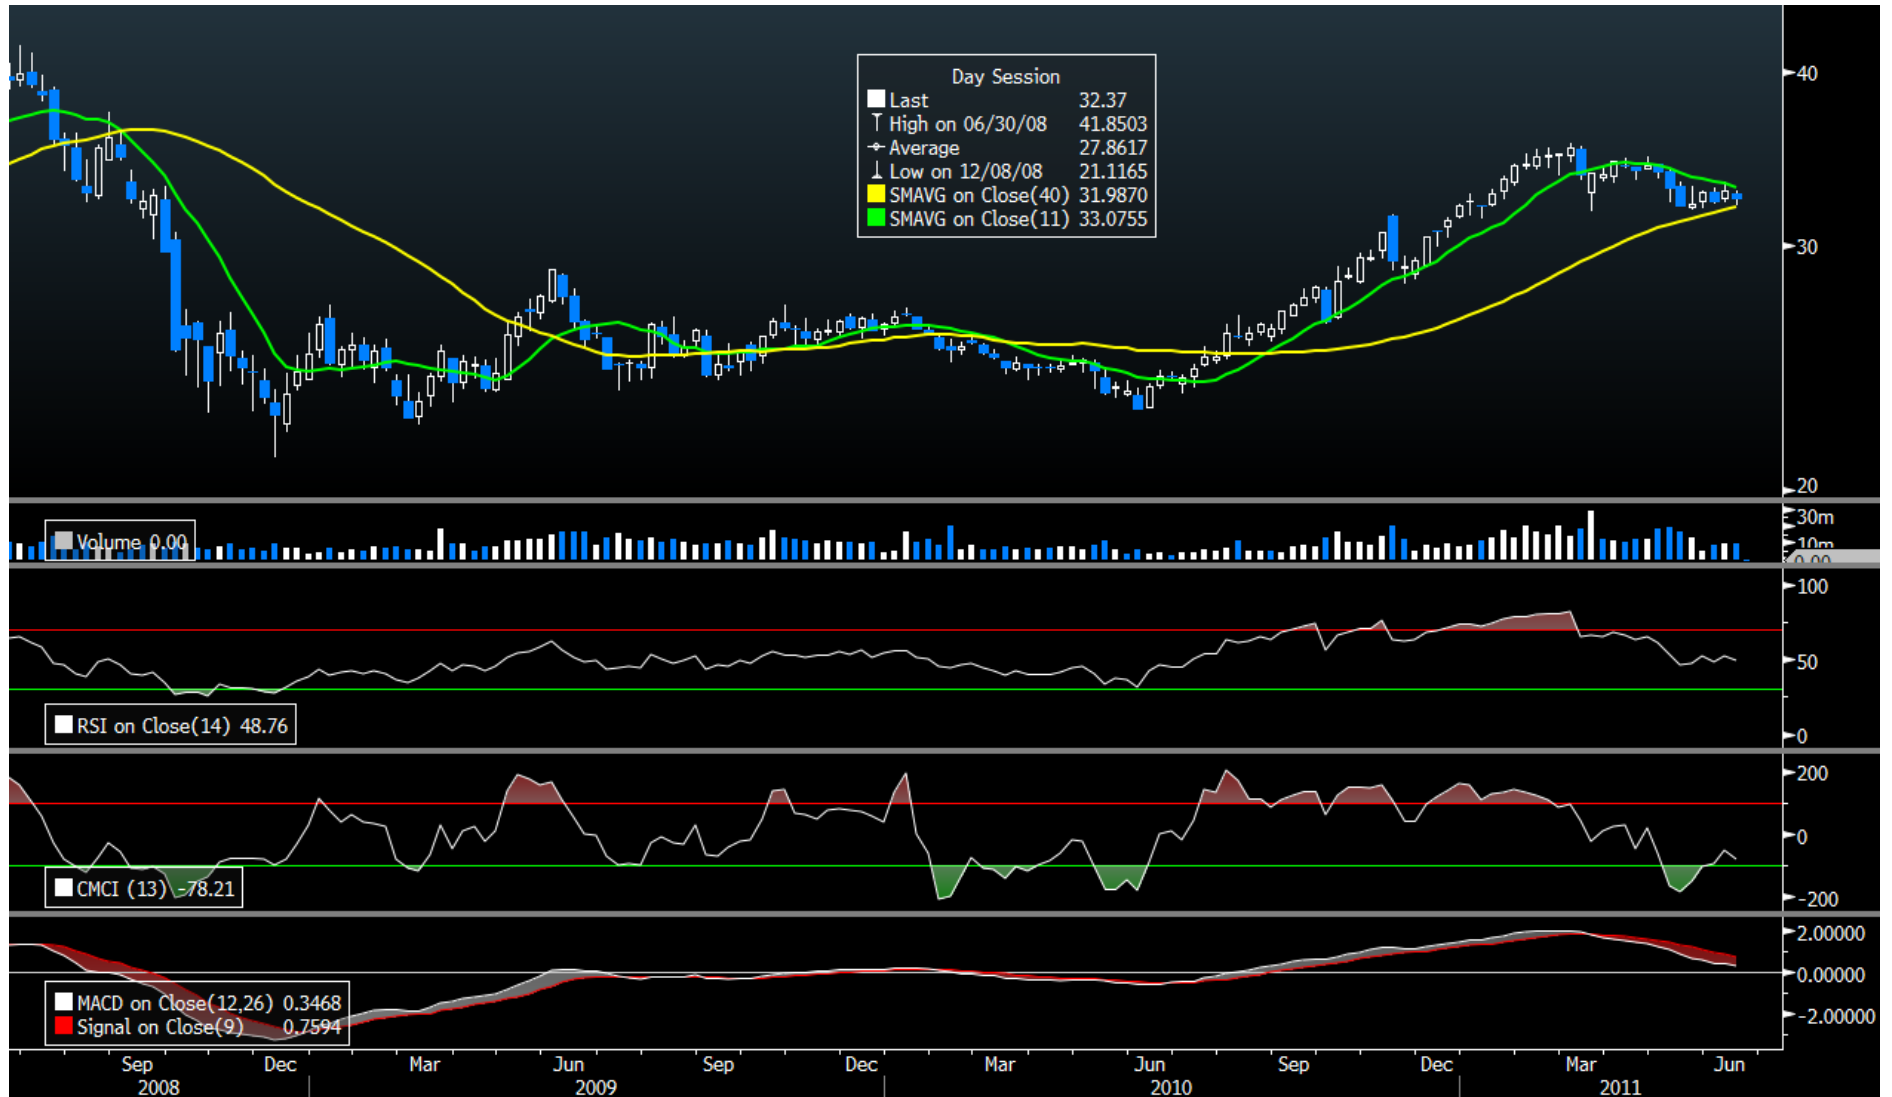 Day Session
Last 32.37
High on 06/30/08 41.8503
Average 27.8617
Low on 12/08/08 21.1165
SMAVG on Close(40) 31.9870
SMAVG on Close(11) 33.0755
40
30
20
Volume 0.00
30m
10m
0.00
100
50
0
RSI on Close(14) 48.76
200
0
-200
CMCI (13) -78.21
2.00000
0.00000
-2.00000
MACD on Close(12,26) 0.3468
Signal on Close(9) 0.7594
Sep Dec Mar Jun Sep Dec Mar Jun Sep Dec Mar Jun
2008 2009 2010 2011